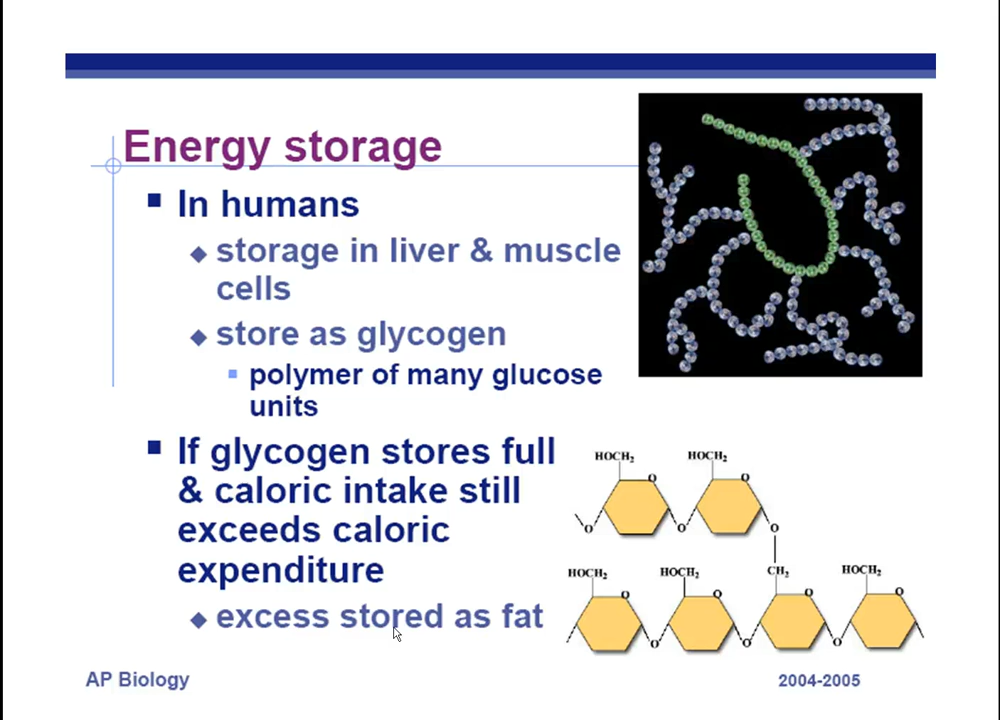 Energy storage
In humans
storage in liver & muscle
cells
store as glycogen
polymer of many glucose
units
If glycogen stores full
& caloric intake still
exceeds caloric
expenditure
excess stored as fat
HOCH₂ HOCH₂
O O
O O O
HOCH₂ HOCH₂ CH₂ HOCH₂
O O O O
O O O
AP Biology 2004-2005